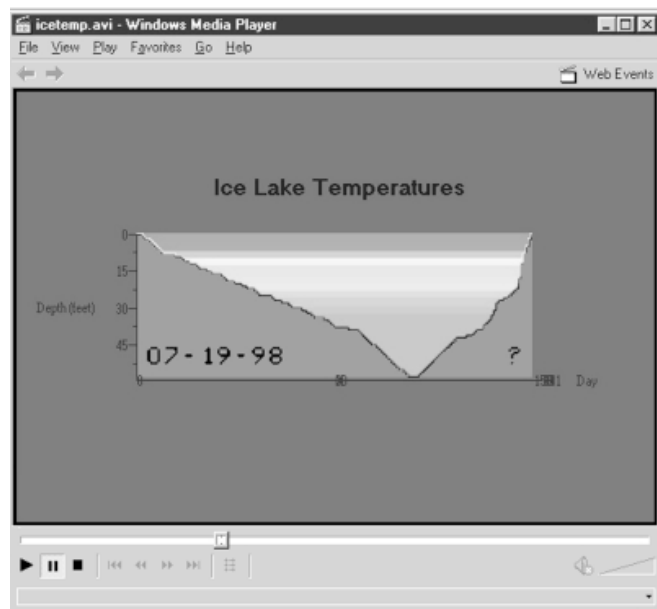 icetemp.avi - Windows Media Player
File View Play Favorites Go Help
Web Events
Ice Lake Temperatures
0
15
30
45
Depth (feet)
07-19-98
?
0
Day